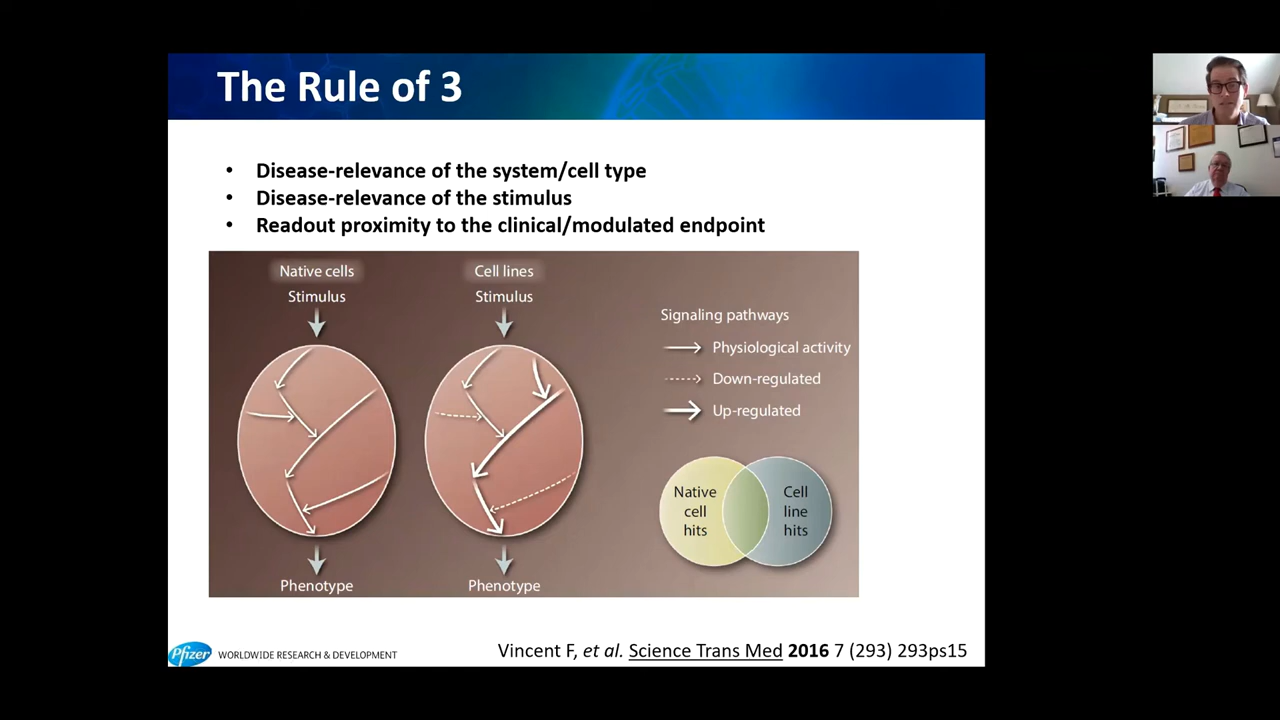 The Rule of 3
• Disease-relevance of the system/cell type
• Disease-relevance of the stimulus
• Readout proximity to the clinical/modulated endpoint
Native cells
Stimulus
Phenotype
Cell lines
Stimulus
Phenotype
Signaling pathways
Physiological activity
Down-regulated
Up-regulated
Native
cell
hits
Cell
line
hits
Pfizer
WORLDWIDE RESEARCH & DEVELOPMENT
Vincent F, et al. Science Trans Med 2016 7 (293) 293ps15